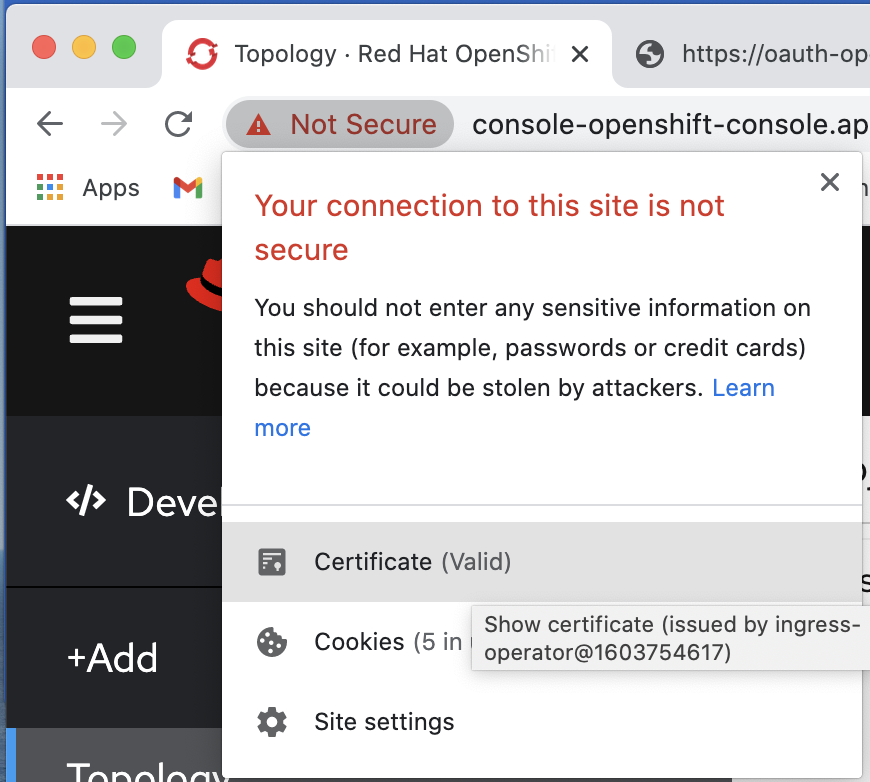 Topology · Red Hat OpenShi
https://oauth-op
Not Secure
console-openshift-console.ap
Apps
Your connection to this site is not
secure
You should not enter any sensitive information on
this site (for example, passwords or credit cards)
because it could be stolen by attackers. Learn
more
</> Devel
Certificate (Valid)
Show certificate (issued by ingress-
operator@1603754617)
Cookies (5 in
+Add
Site settings
Topology